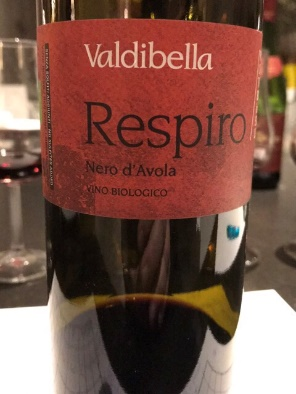 Valdibella
Respiro
Nero d'Avola
VINO BIOLOGICO